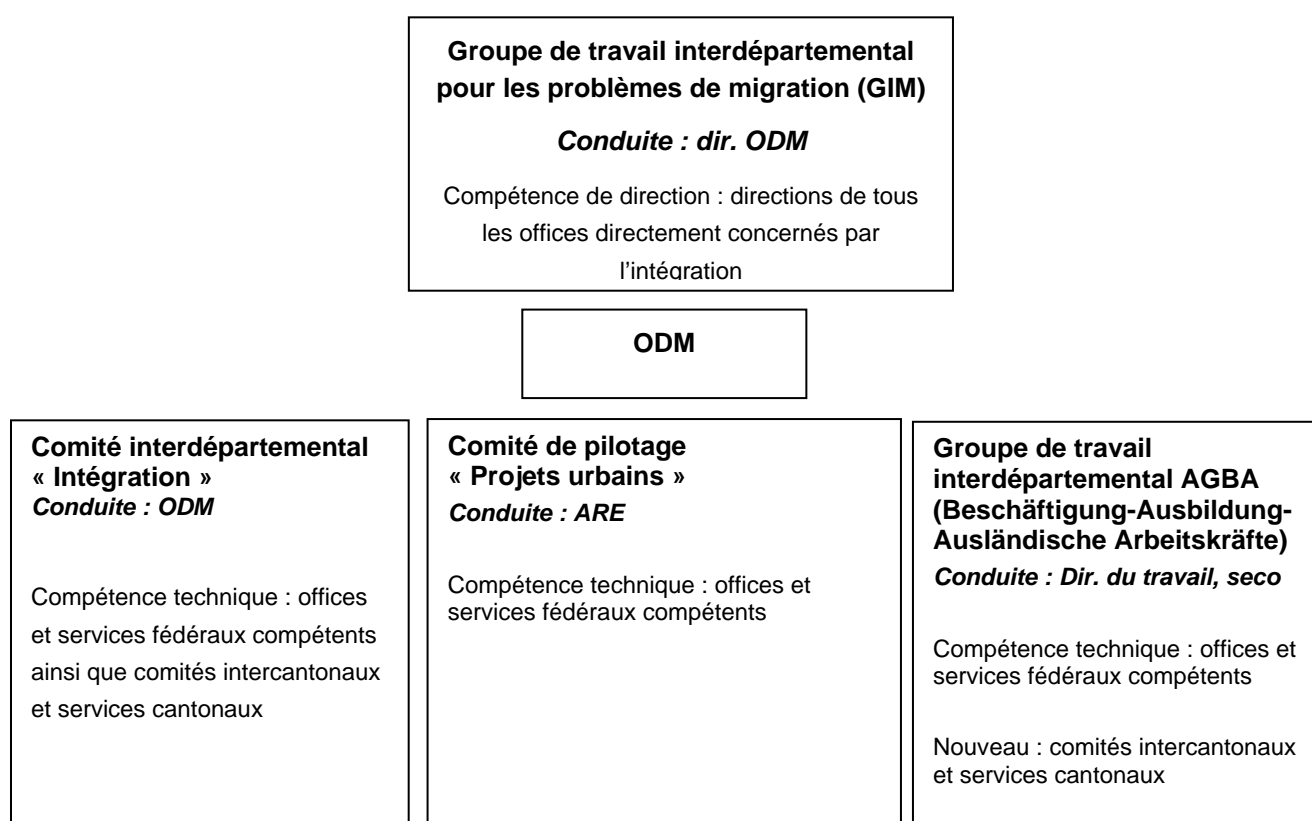 Groupe de travail interdépartemental
pour les problèmes de migration (GIM)
Conduite : dir. ODM
Compétence de direction : directions de tous
les offices directement concernés par
l’intégration
ODM
Comité interdépartemental
« Intégration »
Conduite : ODM
Compétence technique : offices
et services fédéraux compétents
ainsi que comités intercantonaux
et services cantonaux
Comité de pilotage
« Projets urbains »
Conduite : ARE
Compétence technique : offices et
services fédéraux compétents
Groupe de travail
interdépartemental AGBA
(Beschäftigung-Ausbildung-
Ausländische Arbeitskräfte)
Conduite : Dir. du travail, seco
Compétence technique : offices et
services fédéraux compétents
Nouveau : comités intercantonaux
et services cantonaux